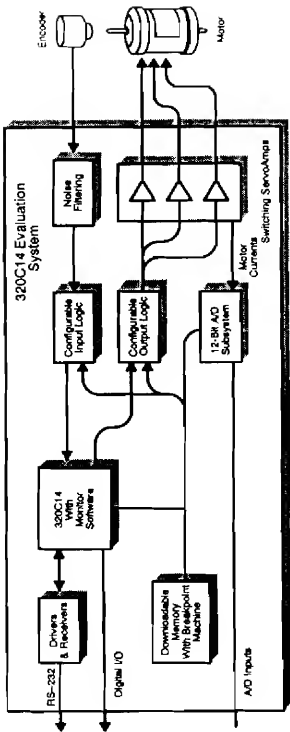 Encoder
Motor
320C14 Evaluation
System
Noise
Filtering
Switching ServoAmps
Configurable
Input Logic
Configurable
Output Logic
Motor
Currents
12-Bit A/D
Subsystem
320C14
With
Monitor
Software
Downloadable
Memory
With Breakpoint
Machine
Drivers
& Receivers
RS-232
Digital I/O
A/D Inputs